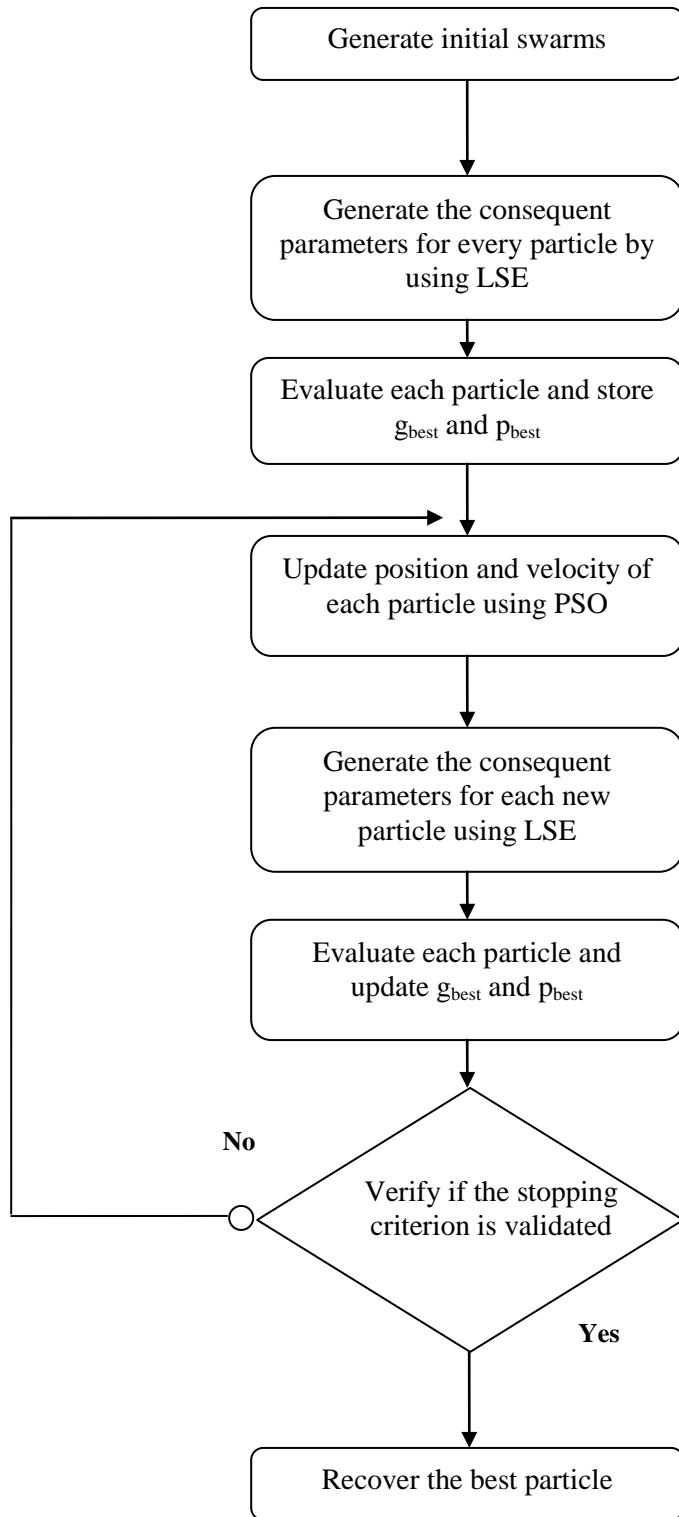 Generate initial swarms
Generate the consequent
parameters for every particle by
using LSE
Evaluate each particle and store
gbest and pbest
Update position and velocity of
each particle using PSO
Generate the consequent
parameters for each new
particle using LSE
Evaluate each particle and
update gbest and pbest
No
Verify if the stopping
criterion is validated
Yes
Recover the best particle